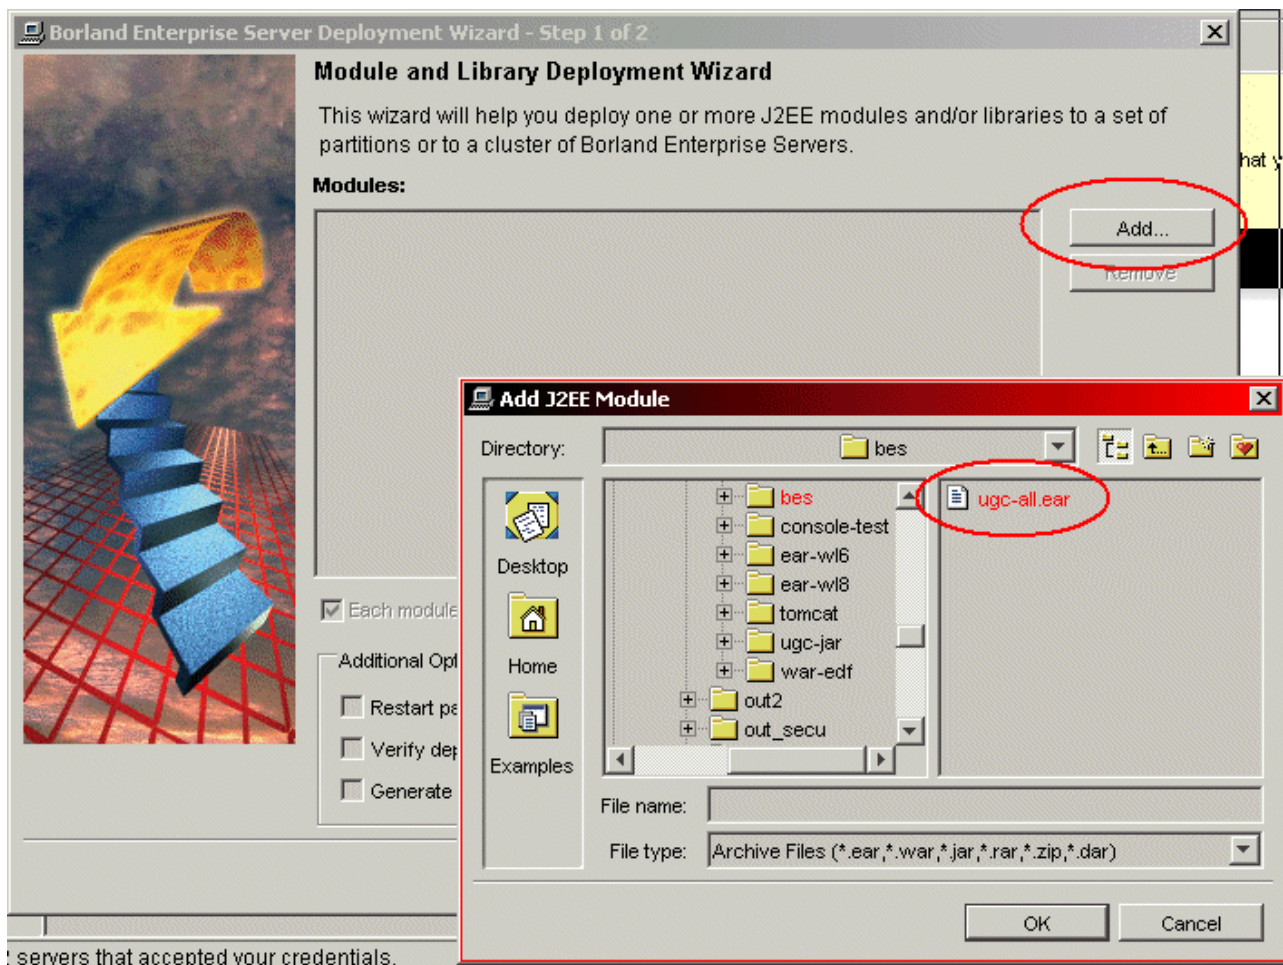 Borland Enterprise Server Deployment Wizard - Step 1 of 2
Module and Library Deployment Wizard
This wizard will help you deploy one or more J2EE modules and/or libraries to a set of
partitions or to a cluster of Borland Enterprise Servers.
hat y
Modules:
Add...
Remove
Add J2EE Module
Directory:
bes
bes
ugc-all.ear
console-test
ear-wl6
Desktop
ear-wl8
tomcat
ugc-jar
Home
war-edf
out2
out_secu
Examples
Each module
Additional Opt
Restart pa
Verify dep
Generate
File name:
File type:
Archive Files (*.ear,*.war,*.jar,*.rar,*.zip,*.dar)
OK
Cancel
servers that accepted your credentials.